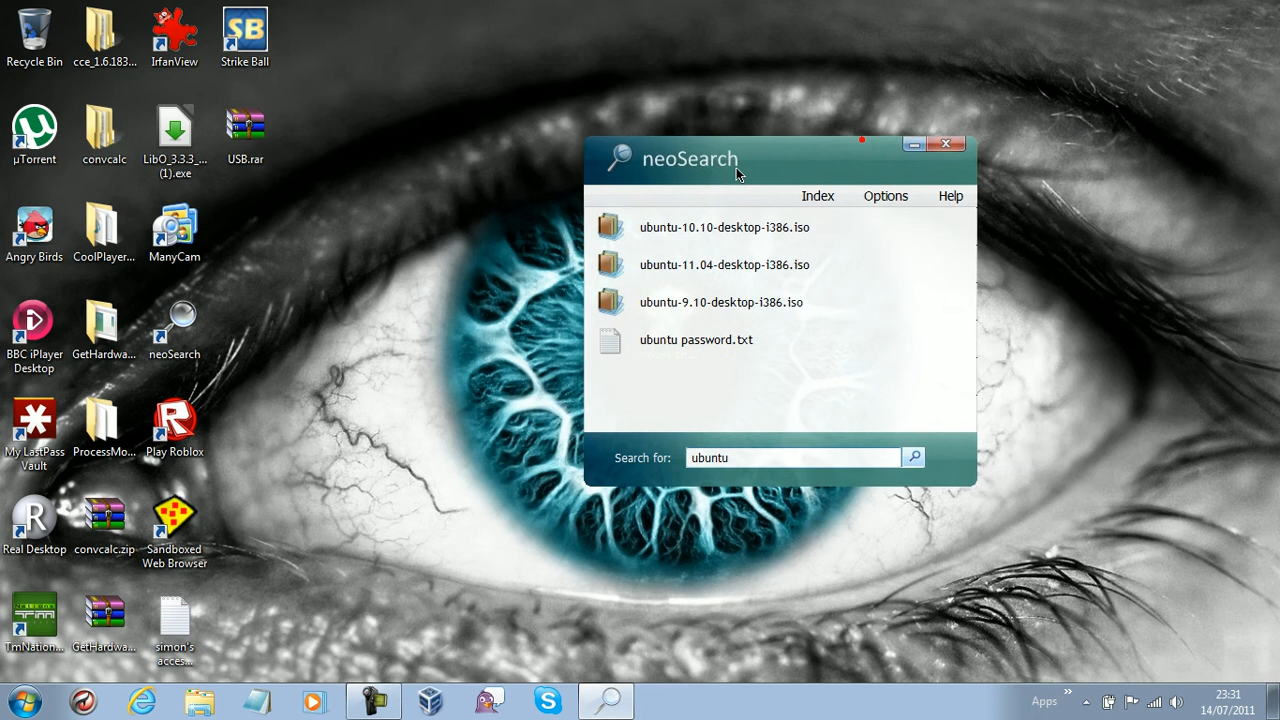 Recycle Bin
cce_1.6.183...
IrfanView
Strike Ball
µTorrent
convcalc
LibO_3.3.3_...
(1).exe
USB.rar
Angry Birds
CoolPlayer...
ManyCam
BBC iPlayer
Desktop
GetHardwa...
neoSearch
My LastPass
Vault
ProcessMo...
Play Roblox
Real Desktop
convcalc.zip
Sandboxed
Web Browser
TmNation...
GetHardwa...
simon's
acces...
neoSearch
Index Options Help
ubuntu-10.10-desktop-i386.iso
ubuntu-11.04-desktop-i386.iso
ubuntu-9.10-desktop-i386.iso
ubuntu password.txt
Search for: ubuntu
Apps
23:31
14/07/2011